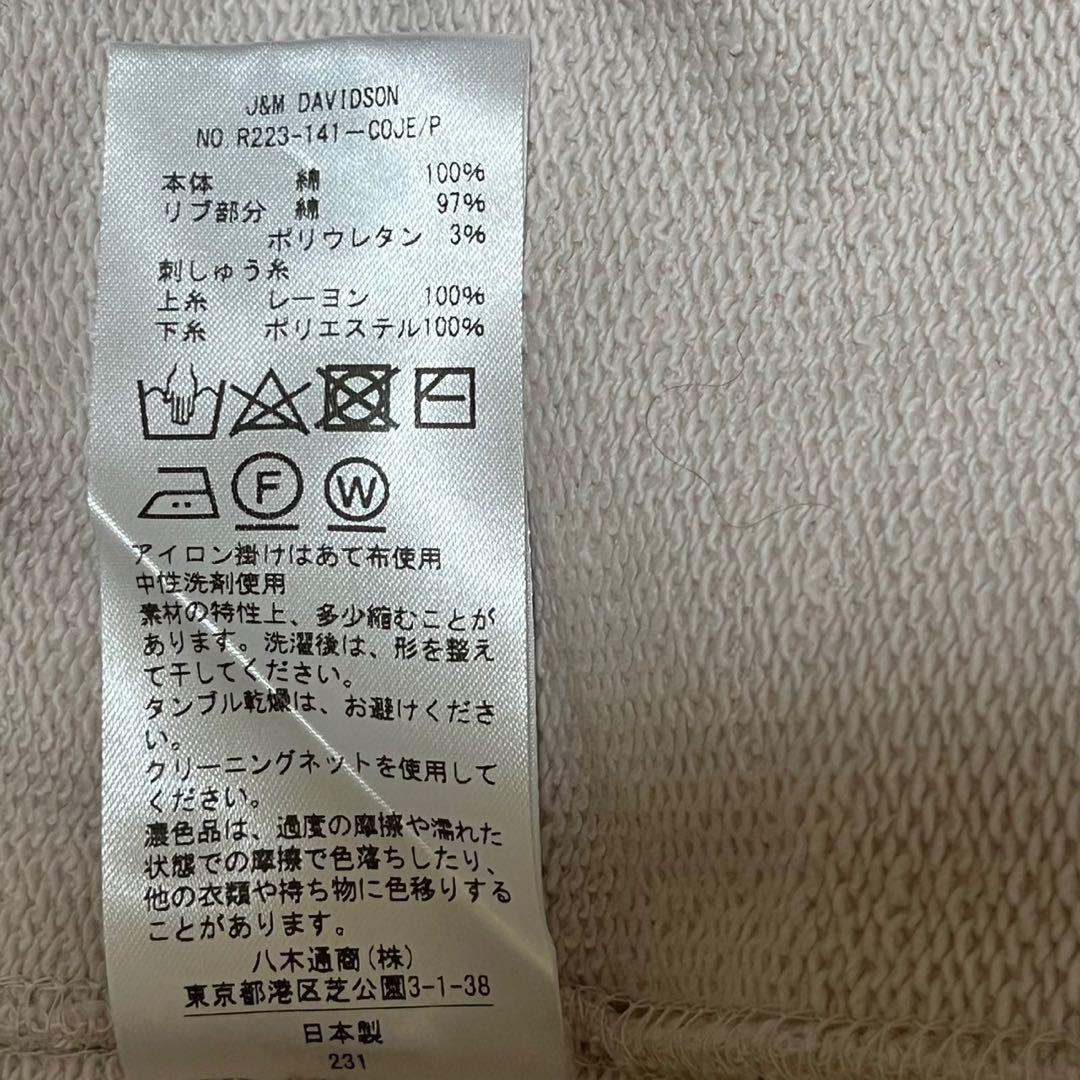 J&M DAVIDSON
NO.R223-141-COJE/P
本体 綿 100%
リブ部分 綿 97%
ポリウレタン 3%
刺しゅう糸
上糸 レーヨン 100%
下糸 ポリエステル100%
F W
アイロン掛けはあて布使用
中性洗剤使用
素材の特性上、多少縮むことが
あります。洗濯後は、形を整え
て干してください。
タンブル乾燥は、お避けくださ
い。
クリーニングネットを使用して
ください。
濃色品は、過度の摩擦や濡れた
状態での摩擦で色落ちしたり、
他の衣類や持ち物に色移りする
ことがあります。
八木通商(株)
東京都港区芝公園3-1-38
日本製
231